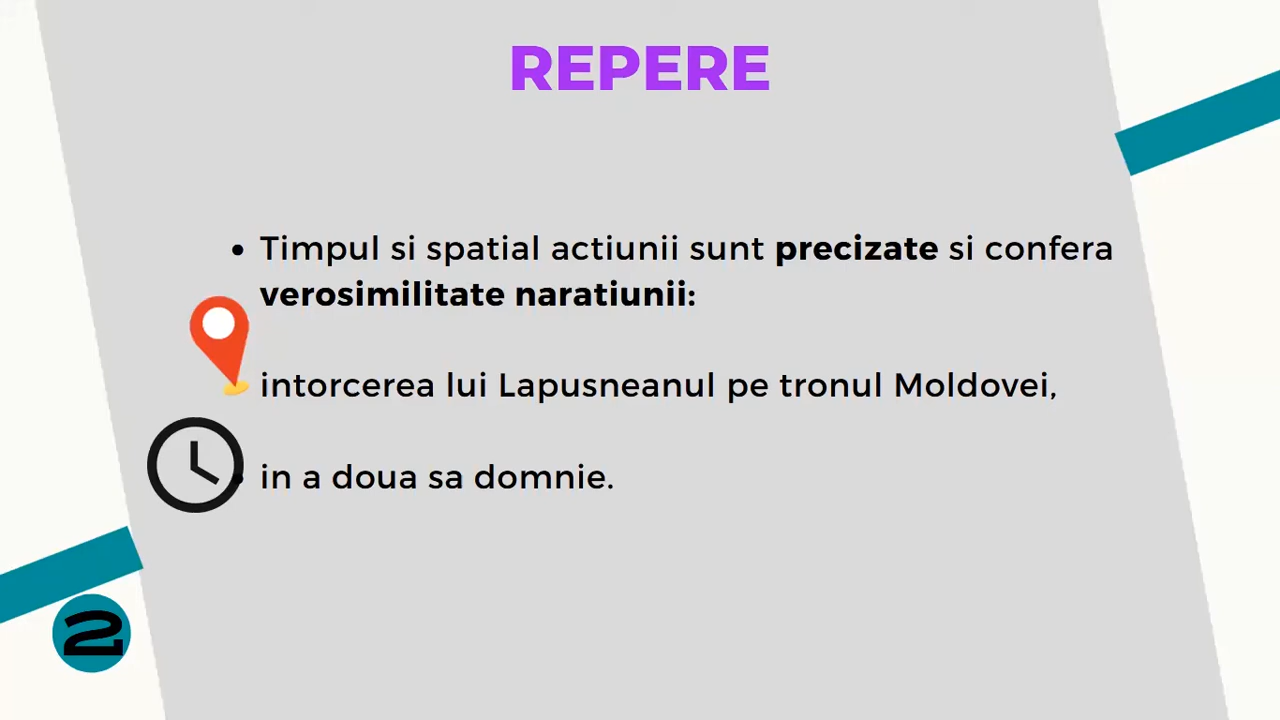 REPERE
• Timpul si spatial actiunii sunt precizate si confera
verosimilitate naratiunii:
intorcerea lui Lapusneanul pe tronul Moldovei,
in a doua sa domnie.
2